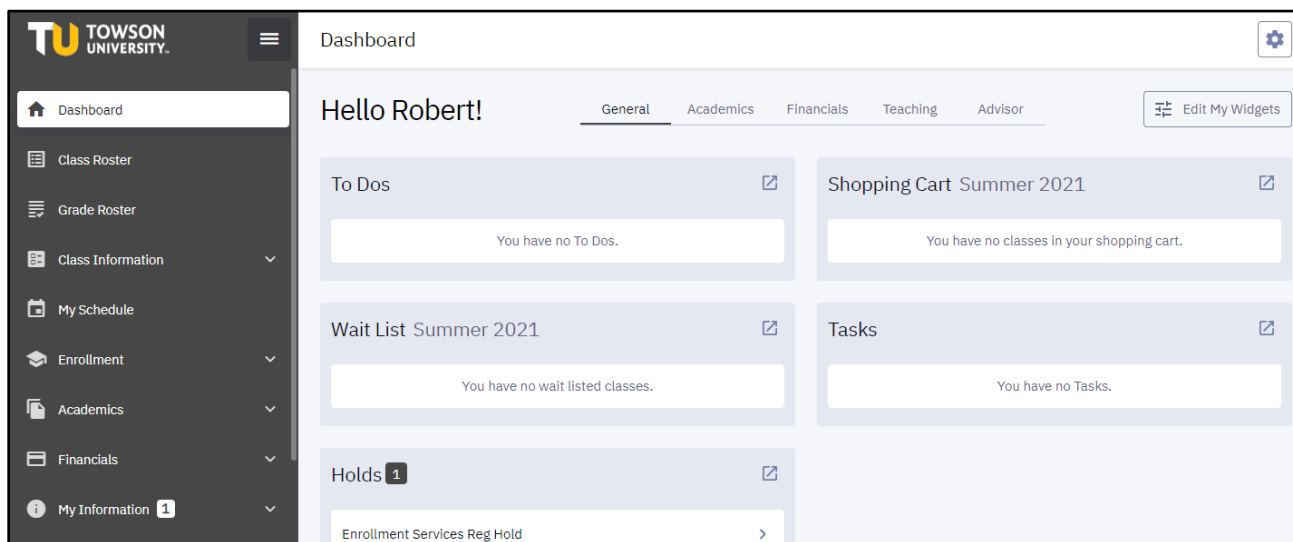 TOWSON
UNIVERSITY™
TU
Dashboard
Dashboard
Class Roster
Grade Roster
Class Information
My Schedule
Enrollment
Academics
Financials
My Information 1
Hello Robert!
General Academics Financials Teaching Advisor
Edit My Widgets
To Dos
You have no To Dos.
Shopping Cart Summer 2021
You have no classes in your shopping cart.
Wait List Summer 2021
You have no wait listed classes.
Tasks
You have no Tasks.
Holds 1
Enrollment Services Reg Hold